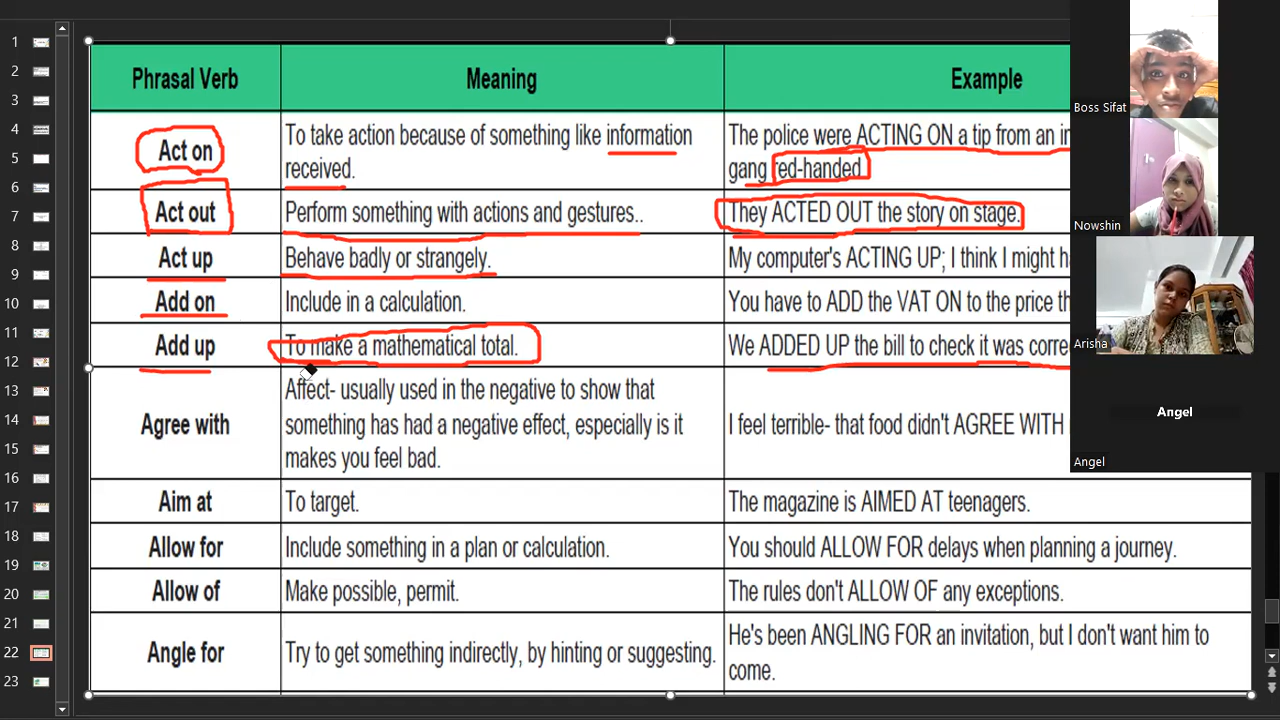 1
2
3
4
5
6
7
8
9
10
11
12
13
14
15
16
17
18
19
20
21
22
23
Phrasal Verb Meaning Example
Act on
To take action because of something like information
received.
The police were ACTING ON a tip from an
gang red-handed
Act out Perform something with actions and gestures.. They ACTED OUT the story on stage.
Act up Behave badly or strangely. My computer's ACTING UP; I think I might
Add on Include in a calculation. You have to ADD the VAT ON to the price
Add up To make a mathematical total. We ADDED UP the bill to check it was
Agree with
Affect- usually used in the negative to show that
something has had a negative effect, especially is it
makes you feel bad.
I feel terrible- that food didn't AGREE WITH
Aim at To target. The magazine is AIMED AT teenagers.
Allow for Include something in a plan or calculation. You should ALLOW FOR delays when planning a journey.
Allow of Make possible, permit. The rules don't ALLOW OF any exceptions.
Angle for Try to get something indirectly, by hinting or suggesting.
He's been ANGLING FOR an invitation, but I don't want him to
come.
Boss Sifat
Nowshin
Arisha
Angel
Angel